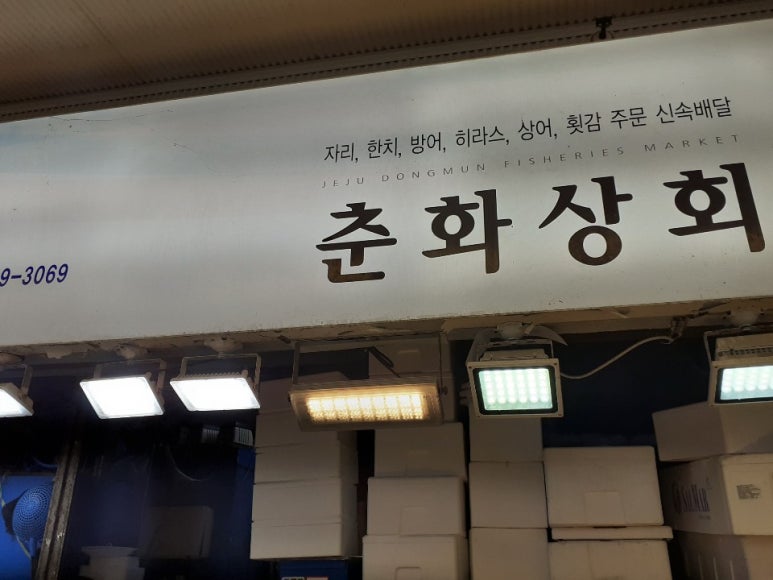 자리, 한치, 방어, 히라스, 상어, 횟감 주문 신속배달
JEJU DONGMUN FISHERIES MARKET
춘화상회
9-3069